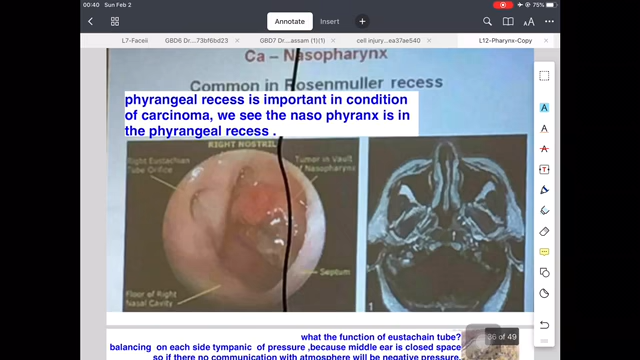 00:40 Sun Feb 2
75%
Annotate
Insert
L7-Faceii
GBD6 Dr....73bf6bd23
GBD7 Dr....assam (1)(1)
cell injury...ea37ae540
L12-Pharynx-Copy
Ca – Nasopharynx
Common in Rosenmuller recess
phyrangeal recess is important in condition
of carcinoma, we see the naso phyranx is in
the phyrangeal recess .
RIGHT NOSTRIL
Right Eustachian
Tube Orifice
Tumor in Vault
of Nasopharynx
Septum
Floor of Right
Nasal Cavity
1
36 of 49
what the function of eustachain tube?
balancing on each side tympanic of pressure ,because middle ear is closed space
so if there no communication with atmosphere will be negative pressure.